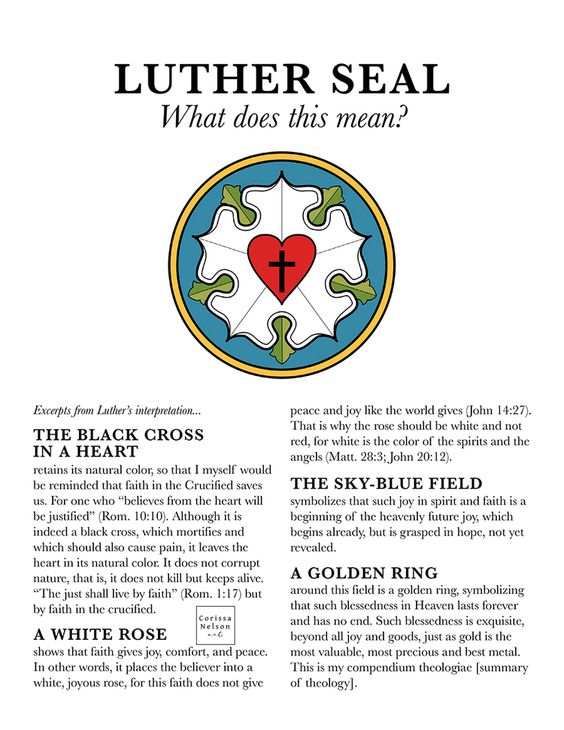 LUTHER SEAL
What does this mean?
Excerpts from Luther's interpretation...
THE BLACK CROSS
IN A HEART
retains its natural color, so that I myself would
be reminded that faith in the Crucified saves
us. For one who “believes from the heart will
be justified” (Rom. 10:10). Although it is
indeed a black cross, which mortifies and
which should also cause pain, it leaves the
heart in its natural color. It does not corrupt
nature, that is, it does not kill but keeps alive.
“The just shall live by faith” (Rom. 1:17) but
by faith in the crucified.
Corissa
Nelson
A WHITE ROSE
shows that faith gives joy, comfort, and peace.
In other words, it places the believer into a
white, joyous rose, for this faith does not give
peace and joy like the world gives (John 14:27).
That is why the rose should be white and not
red, for white is the color of the spirits and the
angels (Matt. 28:3; John 20:12).
THE SKY-BLUE FIELD
symbolizes that such joy in spirit and faith is a
beginning of the heavenly future joy, which
begins already, but is grasped in hope, not yet
revealed.
A GOLDEN RING
around this field is a golden ring, symbolizing
that such blessedness in Heaven lasts forever
and has no end. Such blessedness is exquisite,
beyond all joy and goods, just as gold is the
most valuable, most precious and best metal.
This is my compendium theologiae [summary
of theology].